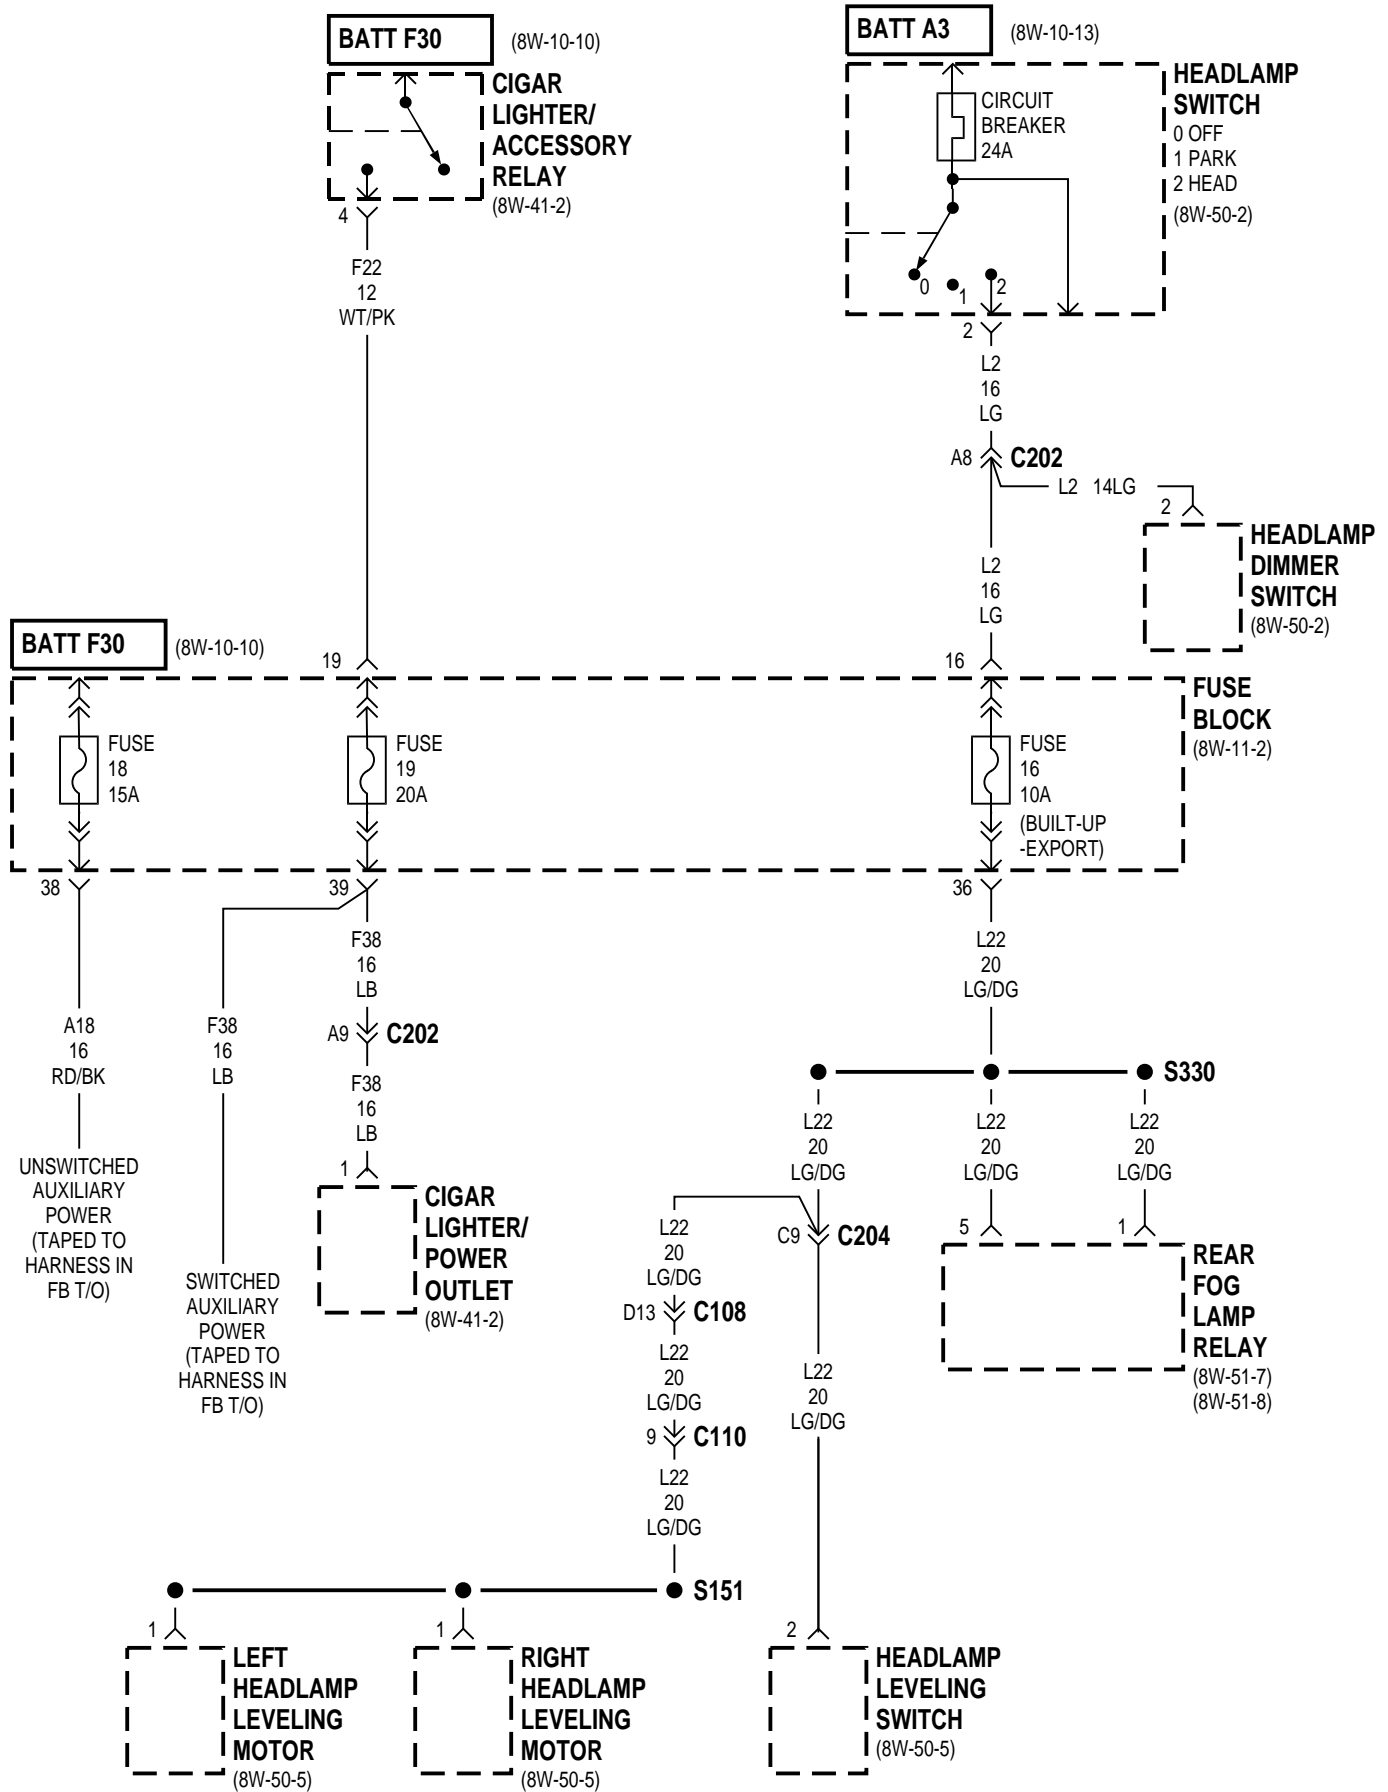 BATT F30
(8W-10-10)
CIGAR
LIGHTER/
ACCESSORY
RELAY
(8W-41-2)
4
F22
12
WT/PK
BATT A3
(8W-10-13)
CIRCUIT
BREAKER
24A
HEADLAMP
SWITCH
0 OFF
1 PARK
2 HEAD
(8W-50-2)
0
1
2
2
L2
16
LG
A8
C202
L2 14LG
2
HEADLAMP
DIMMER
SWITCH
(8W-50-2)
L2
16
LG
BATT F30
(8W-10-10)
19
16
FUSE
BLOCK
(8W-11-2)
FUSE
18
15A
FUSE
19
20A
FUSE
16
10A
(BUILT-UP
-EXPORT)
38
39
36
F38
16
LB
L22
20
LG/DG
A18
16
RD/BK
F38
16
LB
A9
C202
F38
16
LB
S330
L22
20
LG/DG
L22
20
LG/DG
L22
20
LG/DG
UNSWITCHED
AUXILIARY
POWER
(TAPED TO
HARNESS IN
FB T/O)
SWITCHED
AUXILIARY
POWER
(TAPED TO
HARNESS IN
FB T/O)
1
CIGAR
LIGHTER/
POWER
OUTLET
(8W-41-2)
L22
20
LG/DG
C9
C204
5
1
REAR
FOG
LAMP
RELAY
(8W-51-7)
(8W-51-8)
D13
C108
L22
20
LG/DG
L22
20
LG/DG
9
C110
L22
20
LG/DG
S151
1
LEFT
HEADLAMP
LEVELING
MOTOR
(8W-50-5)
1
RIGHT
HEADLAMP
LEVELING
MOTOR
(8W-50-5)
2
HEADLAMP
LEVELING
SWITCH
(8W-50-5)